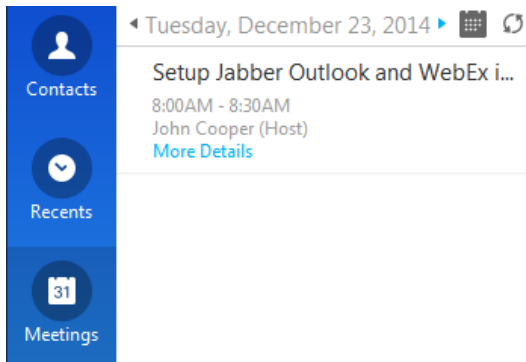 Contacts
Recents
31
Meetings
Tuesday, December 23, 2014
Setup Jabber Outlook and WebEx i...
8:00AM - 8:30AM
John Cooper (Host)
More Details